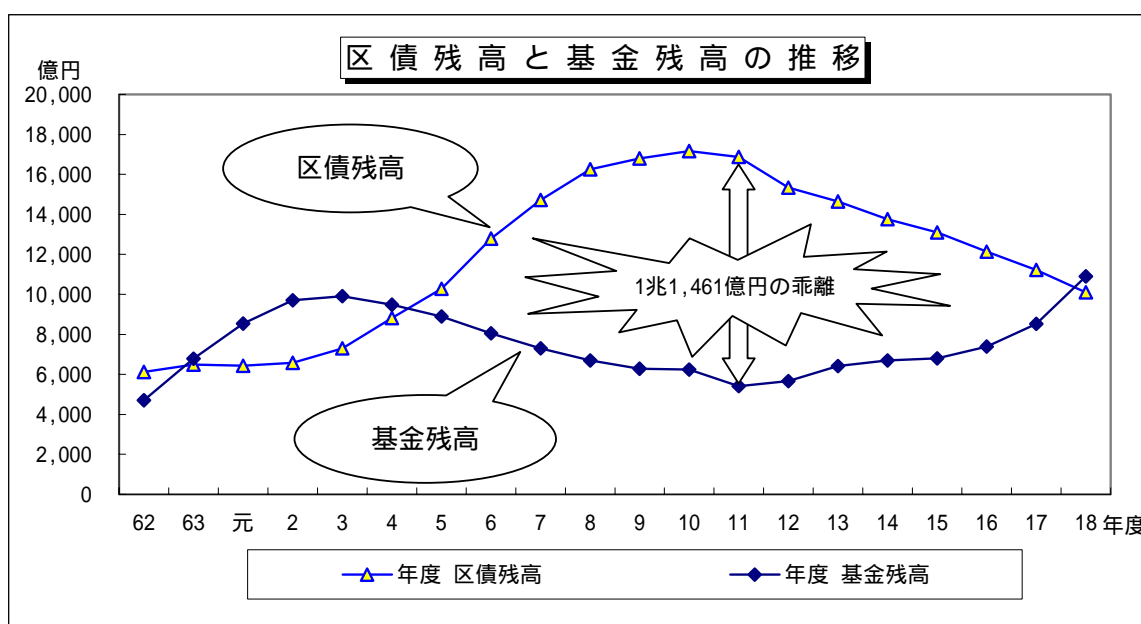 区債残高と基金残高の推移
億円
20,000
18,000
16,000
14,000
12,000
10,000
8,000
6,000
4,000
2,000
0
区債残高
1兆1,461億円の乖離
基金残高
62 63 元 2 3 4 5 6 7 8 9 10 11 12 13 14 15 16 17 18 年度
年度 区債残高 年度 基金残高